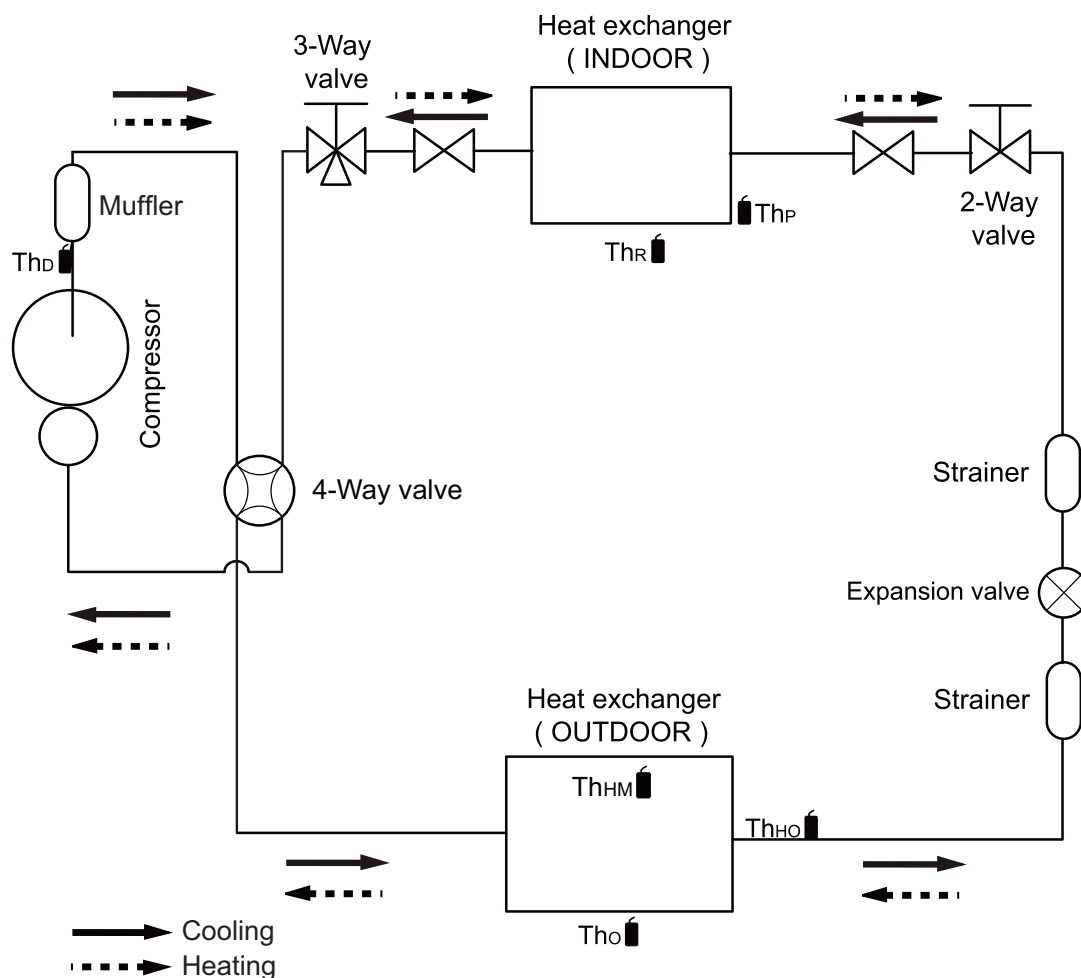 Heat exchanger
( INDOOR )
3-Way
valve
Muffler
ThD
Compressor
ThP
ThR
2-Way
valve
4-Way valve
Strainer
Expansion valve
Strainer
Heat exchanger
( OUTDOOR )
ThHM
ThHO
ThO
Cooling
Heating